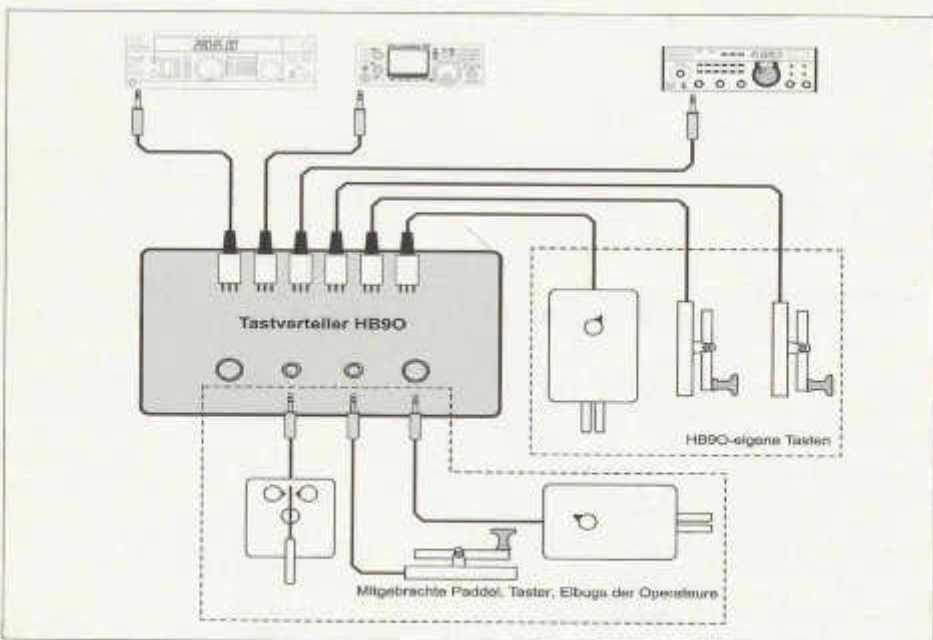 Tastverteiler HB9O
HB9O-eigene Tasten
Mitgebrachte Paddel, Taster, Elbugs der Operateure